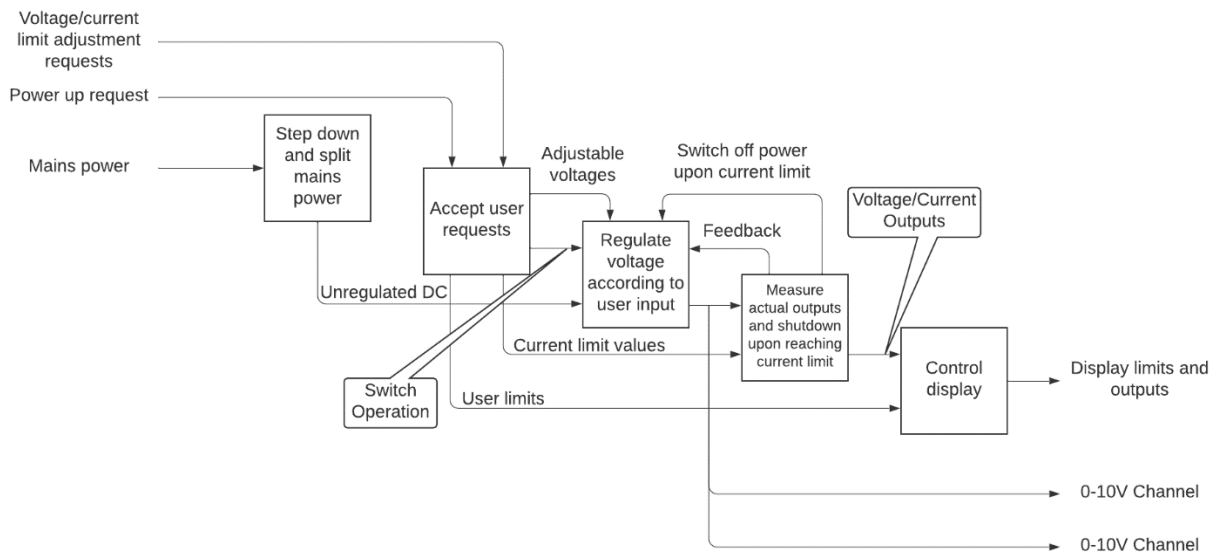 Voltage/current
limit adjustment
requests
Power up request
Mains power
Step down
and split
mains
power
Accept user
requests
Adjustable
voltages
Switch off power
upon current limit
Voltage/Current
Outputs
Feedback
Regulate
voltage
according to
user input
Measure
actual outputs
and shutdown
upon reaching
current limit
Unregulated DC
Current limit values
Switch
Operation
User limits
Control
display
Display limits and
outputs
0-10V Channel
0-10V Channel